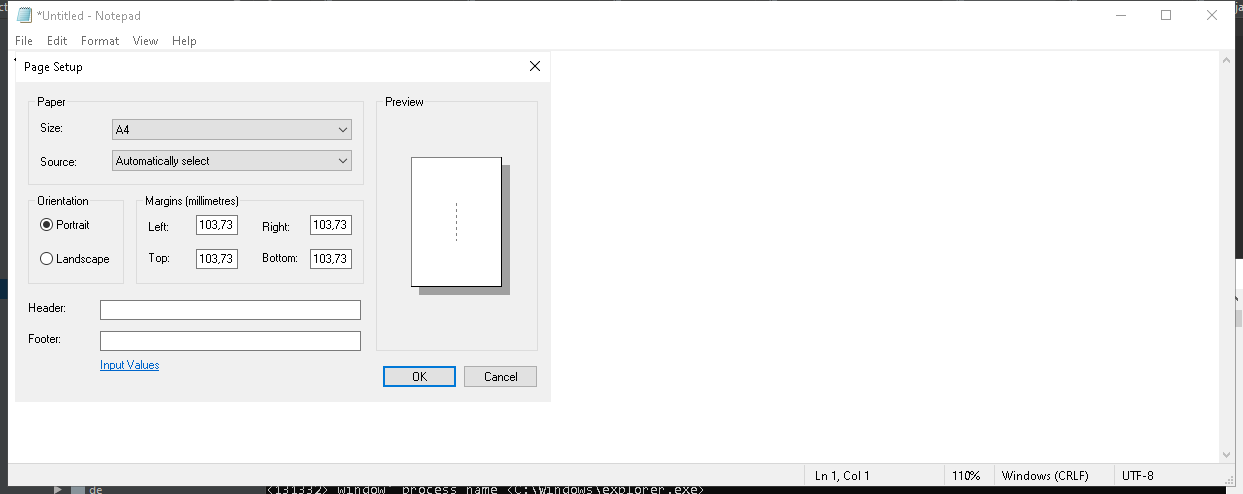 *Untitled - Notepad
File Edit Format View Help
Page Setup
Paper
Size: A4
Source: Automatically select
Preview
Orientation
Portrait
Landscape
Margins (millimetres)
Left: 103,73 Right: 103,73
Top: 103,73 Bottom: 103,73
Header:
Footer:
Input Values
OK Cancel
Ln 1, Col 1 110% Windows (CRLF) UTF-8
de <131332> window process name <C:\Windows\explorer.exe>